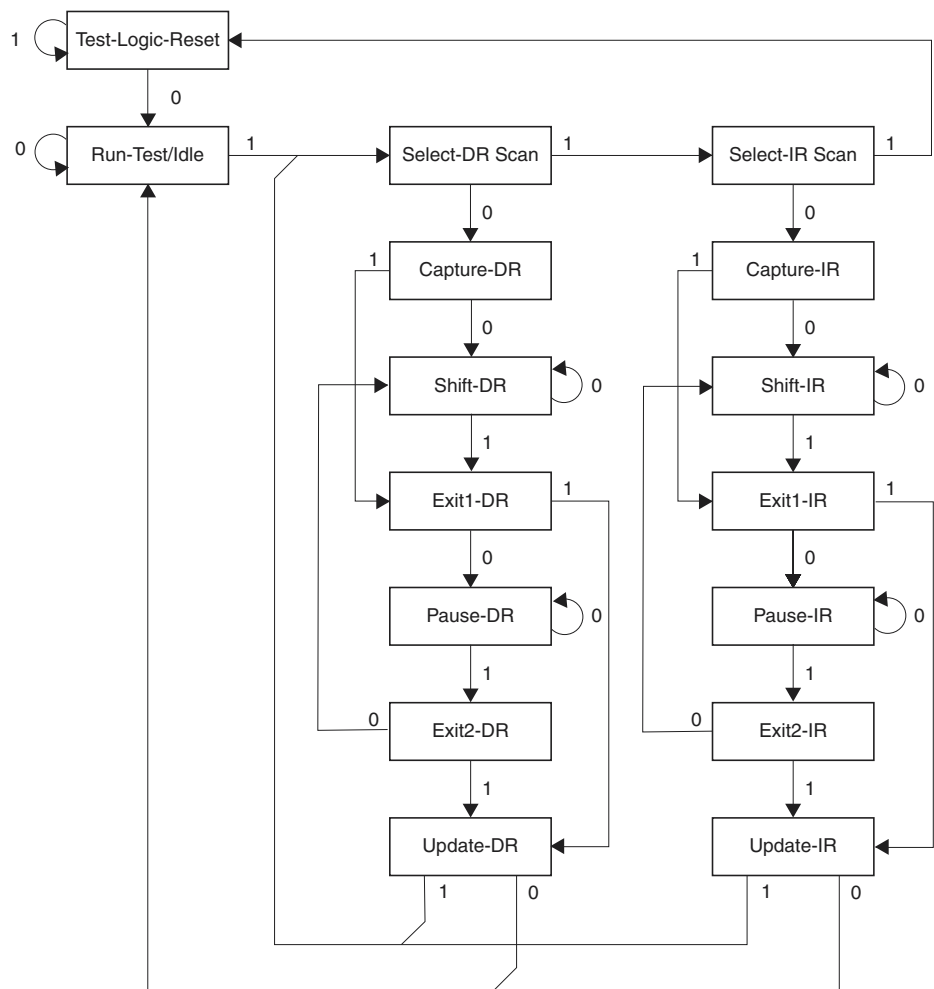 Test-Logic-Reset
1
0
Run-Test/Idle
0
1
Select-DR Scan
1
Select-IR Scan
1
0
0
1
Capture-DR
1
Capture-IR
0
0
Shift-DR
0
Shift-IR
0
1
1
Exit1-DR
1
Exit1-IR
1
0
0
Pause-DR
0
Pause-IR
0
1
1
0
Exit2-DR
0
Exit2-IR
1
1
Update-DR
Update-IR
1
0
1
0